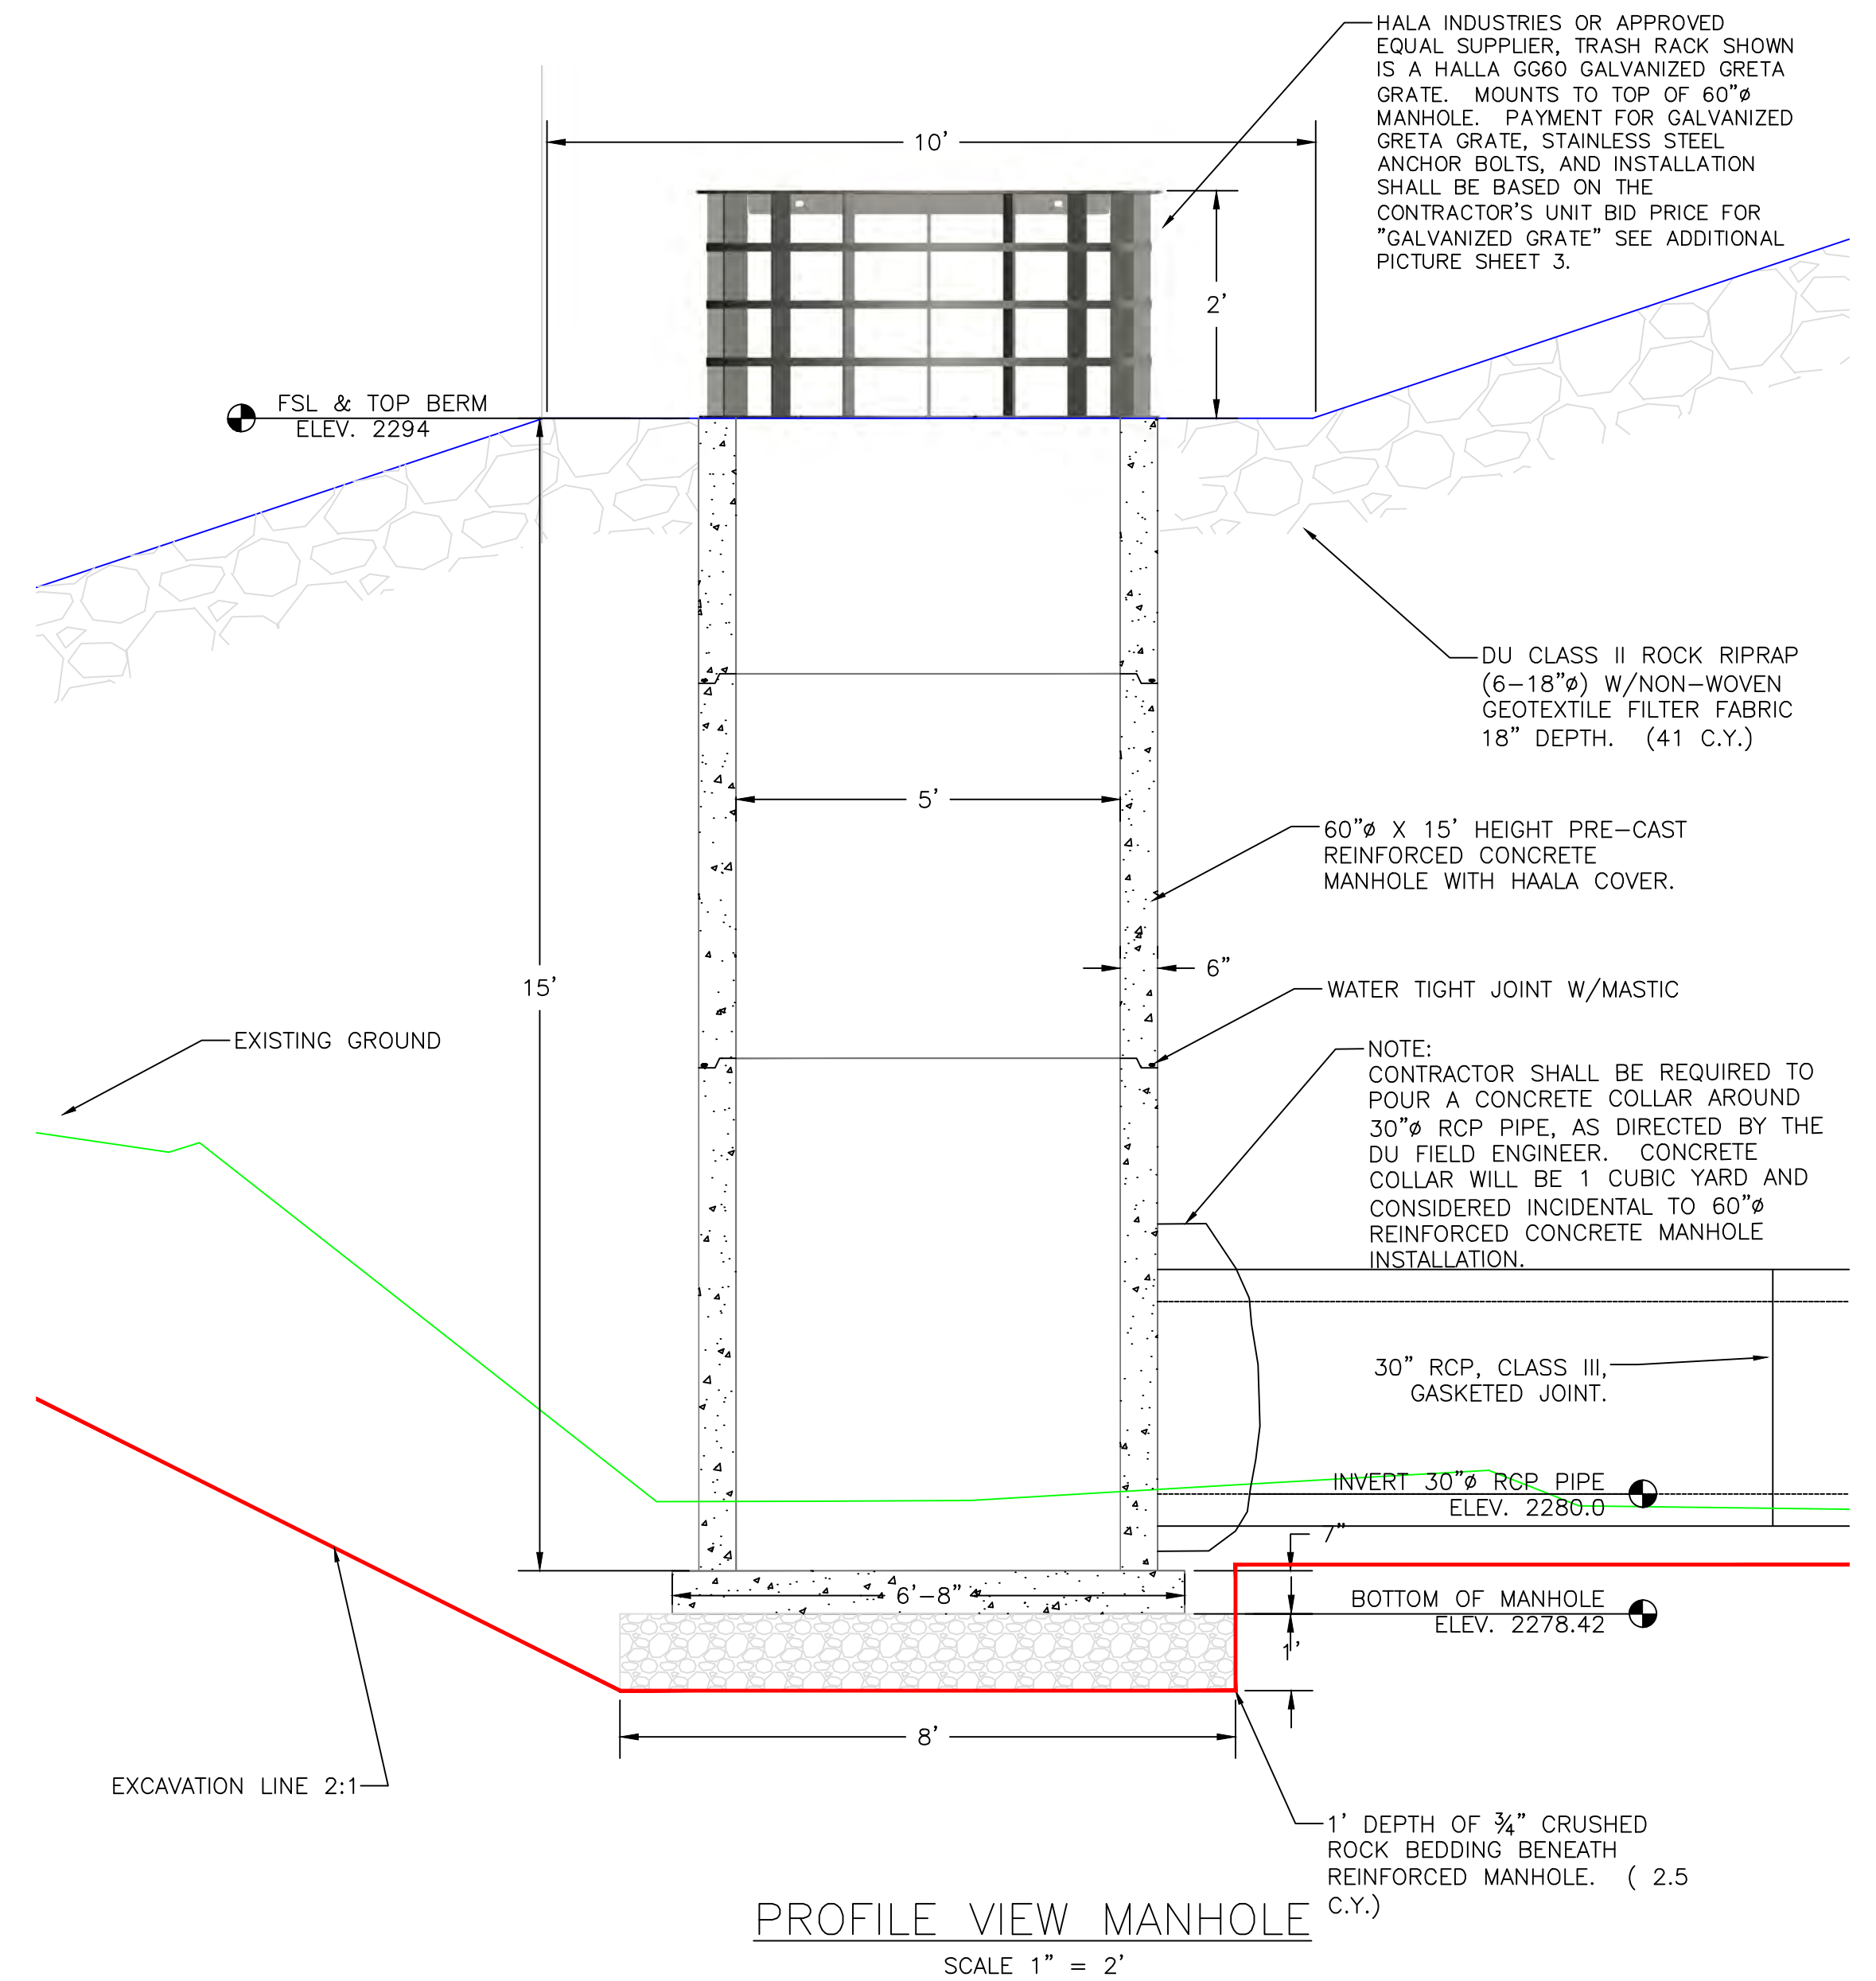 HALA INDUSTRIES OR APPROVED
EQUAL SUPPLIER, TRASH RACK SHOWN
IS A HALLA GG60 GALVANIZED GRETA
GRATE. MOUNTS TO TOP OF 60"ø
MANHOLE. PAYMENT FOR GALVANIZED
GRETA GRATE, STAINLESS STEEL
ANCHOR BOLTS, AND INSTALLATION
SHALL BE BASED ON THE
CONTRACTOR'S UNIT BID PRICE FOR
"GALVANIZED GRATE" SEE ADDITIONAL
PICTURE SHEET 3.
10'
2'
FSL & TOP BERM
ELEV. 2294
DU CLASS II ROCK RIPRAP
(6-18"ø) W/NON-WOVEN
GEOTEXTILE FILTER FABRIC
18" DEPTH. (41 C.Y.)
5'
60"ø X 15' HEIGHT PRE-CAST
REINFORCED CONCRETE
MANHOLE WITH HAALA COVER.
6"
15'
WATER TIGHT JOINT W/MASTIC
EXISTING GROUND
NOTE:
CONTRACTOR SHALL BE REQUIRED TO
POUR A CONCRETE COLLAR AROUND
30"ø RCP PIPE, AS DIRECTED BY THE
DU FIELD ENGINEER. CONCRETE
COLLAR WILL BE 1 CUBIC YARD AND
CONSIDERED INCIDENTAL TO 60"ø
REINFORCED CONCRETE MANHOLE
INSTALLATION.
30" RCP, CLASS III,
GASKETED JOINT.
INVERT 30"ø RCP PIPE
ELEV. 2280.0
7"
6'-8"
BOTTOM OF MANHOLE
ELEV. 2278.42
1'
8'
EXCAVATION LINE 2:1
1' DEPTH OF ¾" CRUSHED
ROCK BEDDING BENEATH
REINFORCED MANHOLE. ( 2.5
C.Y.)
PROFILE VIEW MANHOLE
SCALE 1" = 2'